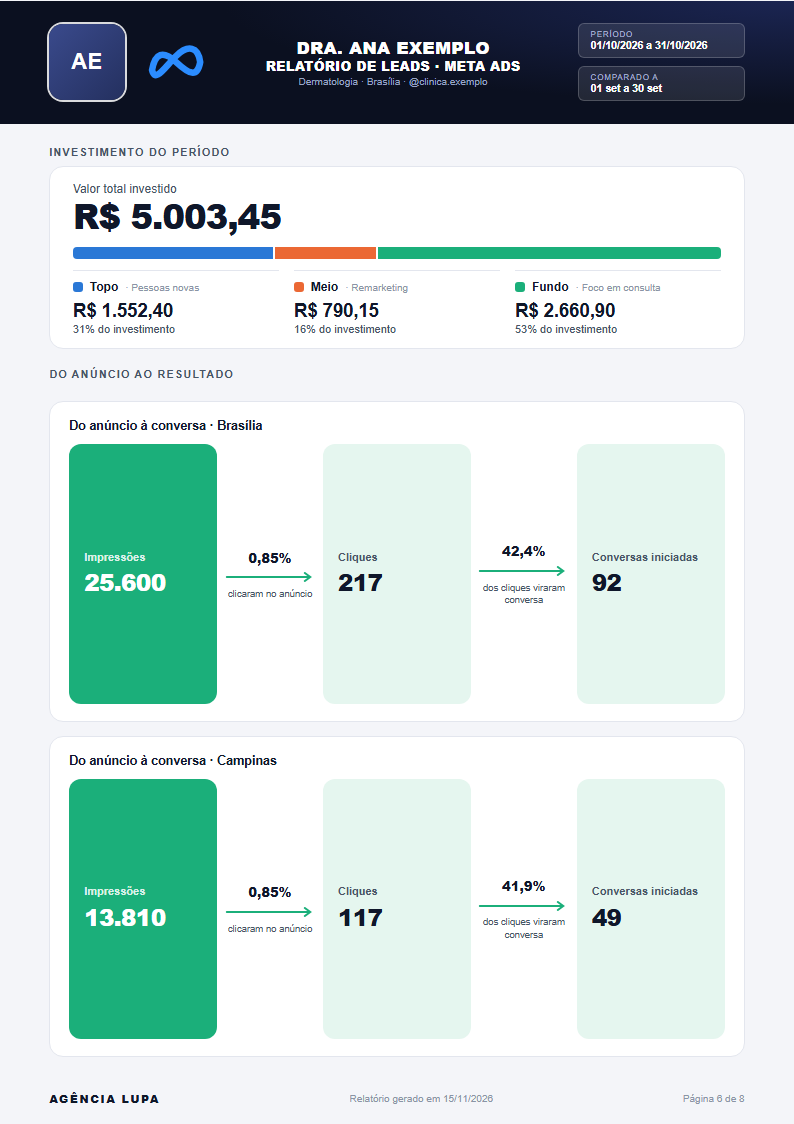 AE
DRA. ANA EXEMPLO
RELATÓRIO DE LEADS · META ADS
Dermatologia · Brasília · @clinica.exemplo
PERÍODO
01/10/2026 a 31/10/2026
COMPARADO A
01 set a 30 set
INVESTIMENTO DO PERÍODO
Valor total investido
R$ 5.003,45
Topo · Pessoas novas
R$ 1.552,40
31% do investimento
Meio · Remarketing
R$ 790,15
16% do investimento
Fundo · Foco em consulta
R$ 2.660,90
53% do investimento
DO ANÚNCIO AO RESULTADO
Do anúncio à conversa · Brasília
Impressões
25.600
0,85%
clicaram no anúncio
Cliques
217
42,4%
dos cliques viraram
conversa
Conversas iniciadas
92
Do anúncio à conversa · Campinas
Impressões
13.810
0,85%
clicaram no anúncio
Cliques
117
41,9%
dos cliques viraram
conversa
Conversas iniciadas
49
AGÊNCIA LUPA
Relatório gerado em 15/11/2026
Página 6 de 8